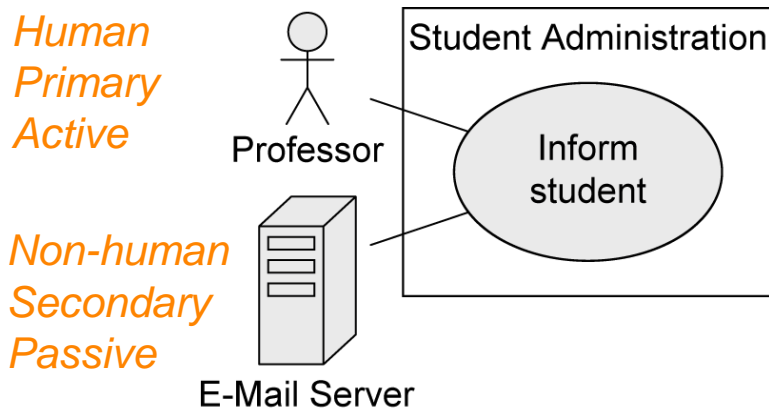 Human
Primary
Active
Professor
Student Administration
Inform
student
Non-human
Secondary
Passive
E-Mail Server